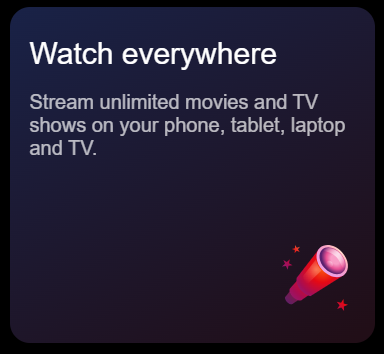 Watch everywhere
Stream unlimited movies and TV
shows on your phone, tablet, laptop
and TV.